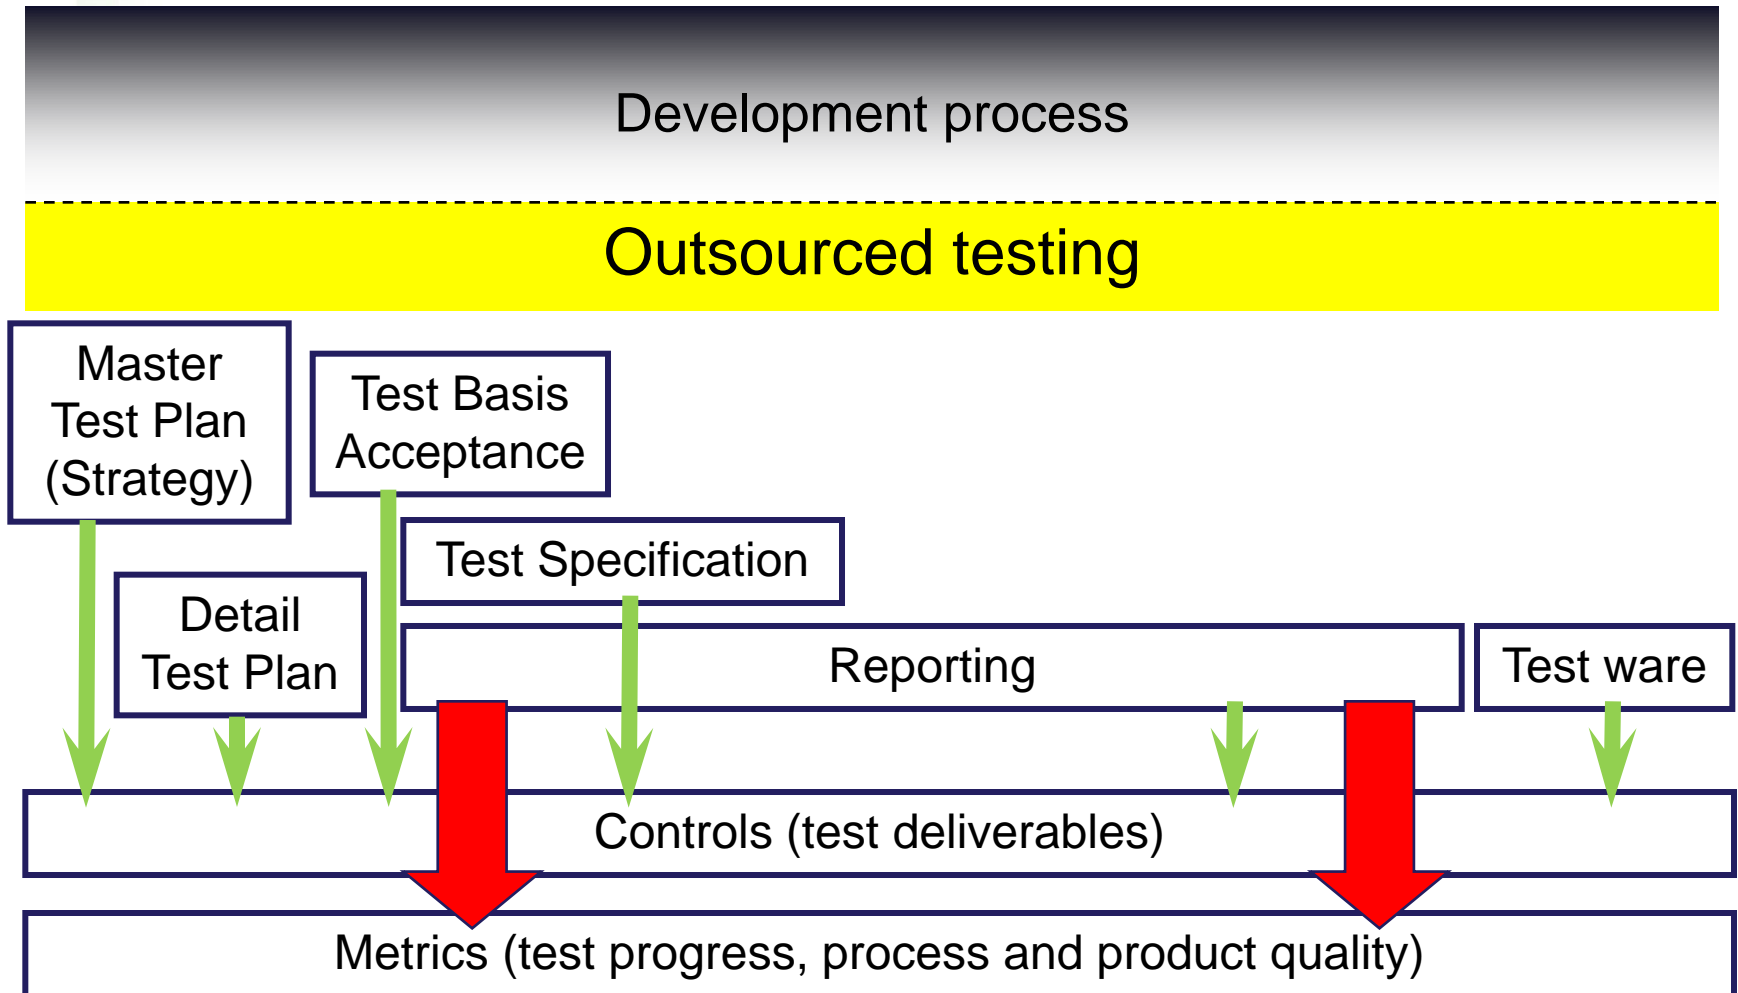 Development process
Outsourced testing
Master
Test Plan
(Strategy)
Test Basis
Acceptance
Test Specification
Detail
Test Plan
Reporting
Test ware
Controls (test deliverables)
Metrics (test progress, process and product quality)